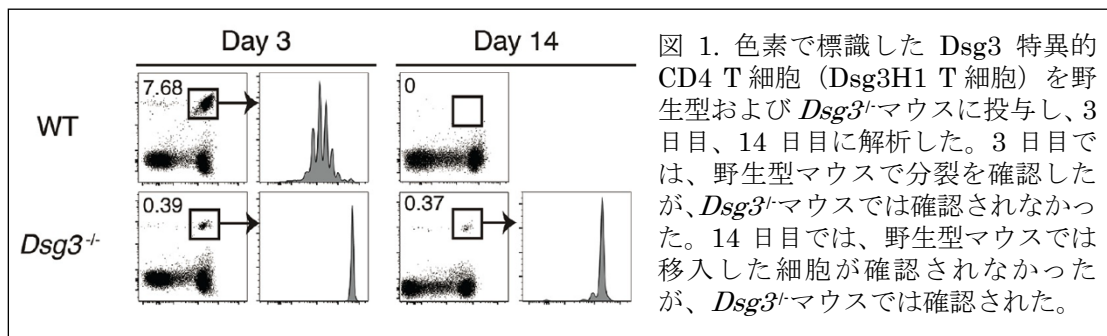 Day 3
Day 14
WT
7.68
0
Dsg3-/-
0.39
0.37
図 1. 色素で標識した Dsg3 特異的
CD4 T 細胞(Dsg3H1 T 細胞)を野
生型および Dsg3-/-マウスに投与し、3
日目、14 日目に解析した。3 日目で
は、野生型マウスで分裂を確認した
が、Dsg3-/-マウスでは確認されなかっ
た。14 日目では、野生型マウスでは
移入した細胞が確認されなかった
が、Dsg3-/-マウスでは確認された。